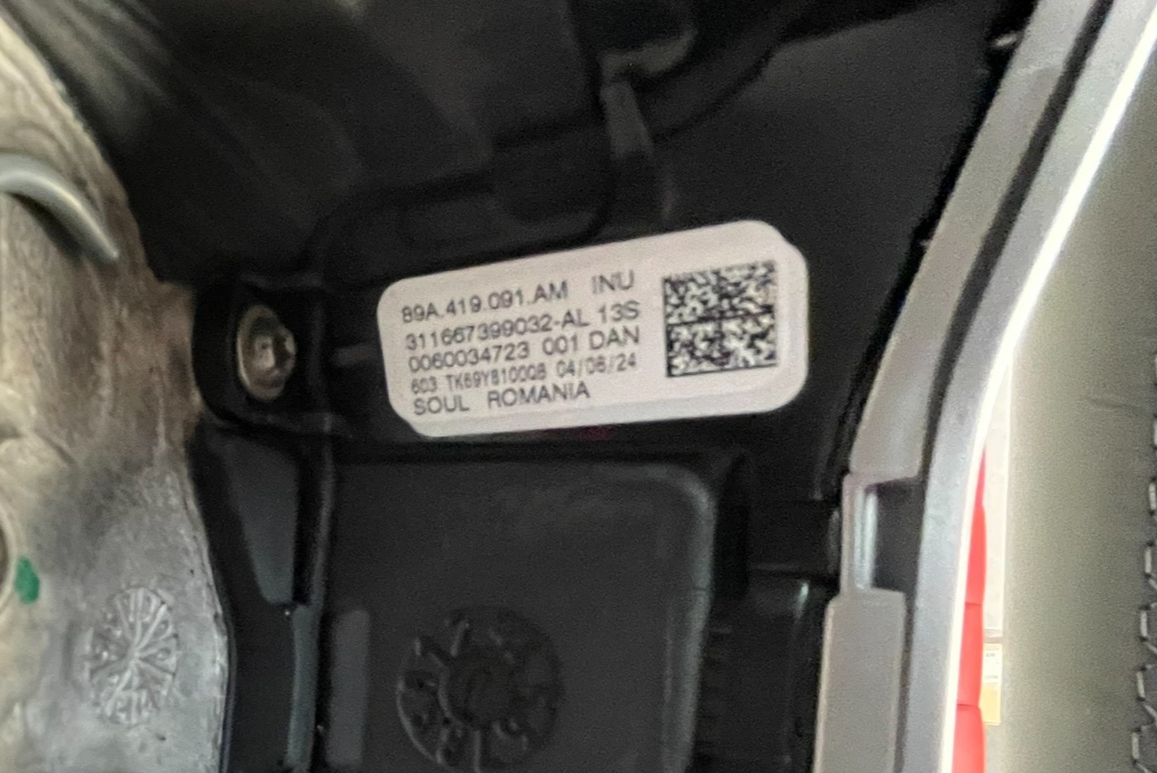 89A.419.091.AM INU
311667399032-AL 13S
0060034723 001 DAN
603 TK69Y810008 04/06/24
SOUL ROMANIA